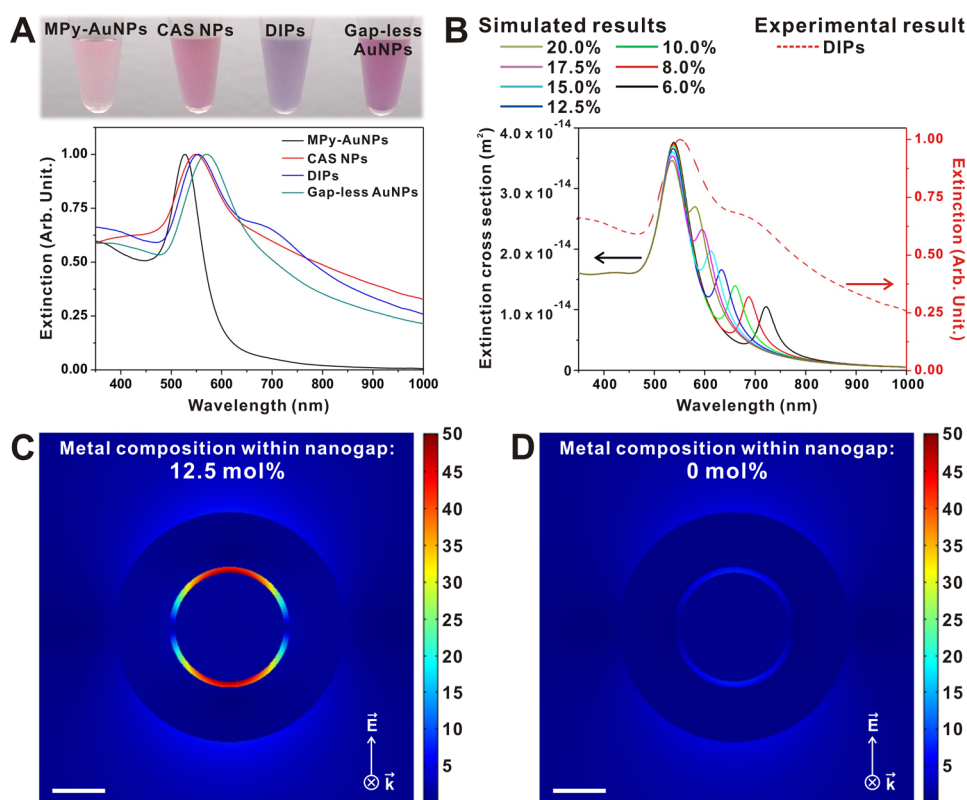 A
MPy-AuNPs
CAS NPs
DIPs
Gap-less
AuNPs
Extinction (Arb. Unit.)
1.00
0.75
0.50
0.25
0.00
MPy-AuNPs
CAS NPs
DIPs
Gap-less AuNPs
400 500 600 700 800 900 1000
Wavelength (nm)
B
Simulated results
20.0%
17.5%
15.0%
12.5%
10.0%
8.0%
6.0%
Experimental result
DIPs
Extinction cross section (m²)
4.0 x 10⁻¹⁴
3.0 x 10⁻¹⁴
2.0 x 10⁻¹⁴
1.0 x 10⁻¹⁴
0
400 500 600 700 800 900 1000
Wavelength (nm)
1.00
0.75
0.50
0.25
0.00
Extinction (Arb. Unit.)
C
Metal composition within nanogap:
12.5 mol%
E
k
50
45
40
35
30
25
20
15
10
5
D
Metal composition within nanogap:
0 mol%
E
k
50
45
40
35
30
25
20
15
10
5